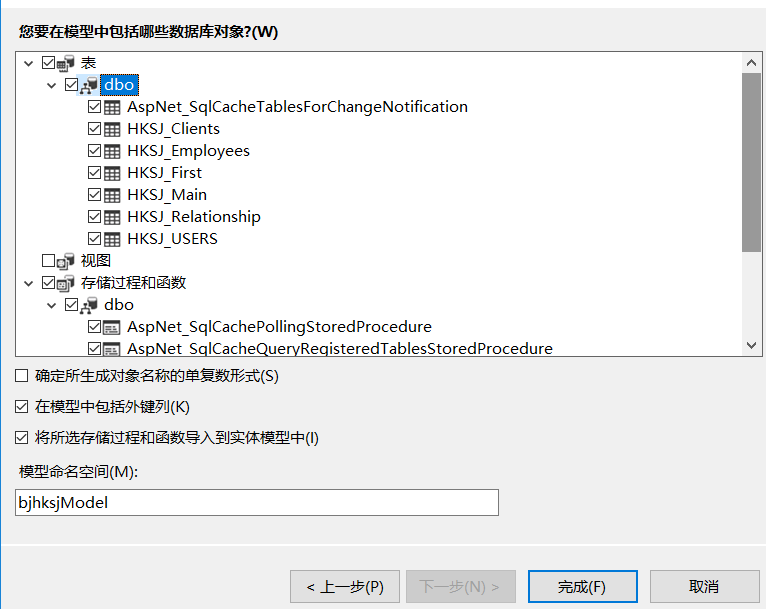 您要在模型中包括哪些数据库对象?(W)
表
dbo
AspNet_SqlCacheTablesForChangeNotification
HKSJ_Clients
HKSJ_Employees
HKSJ_First
HKSJ_Main
HKSJ_Relationship
HKSJ_USERS
视图
存储过程和函数
dbo
AspNet_SqlCachePollingStoredProcedure
AspNet_SqlCacheQueryRegisteredTablesStoredProcedure
确定所生成对象名称的单复数形式(S)
在模型中包括外键列(K)
将所选存储过程和函数导入到实体模型中(I)
模型命名空间(M):
bjhksjModel
< 上一步(P) 下一步(N) > 完成(F) 取消